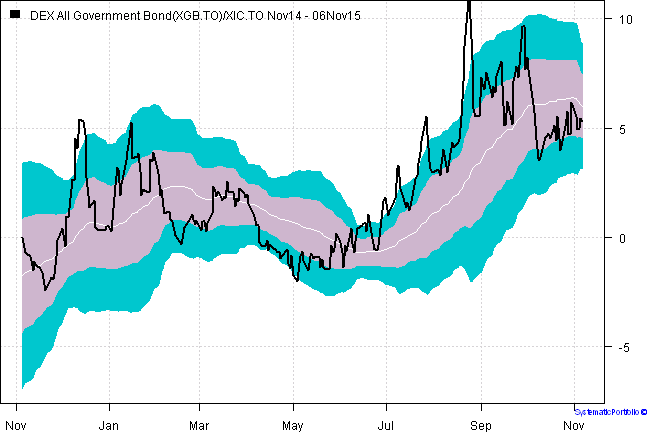 DEX All Government Bond(XGB.TO)/XIC.TO Nov14 - 06Nov15
10
5
0
-5
Nov Jan Mar May Jul Sep Nov
SystematicPortfolio ©